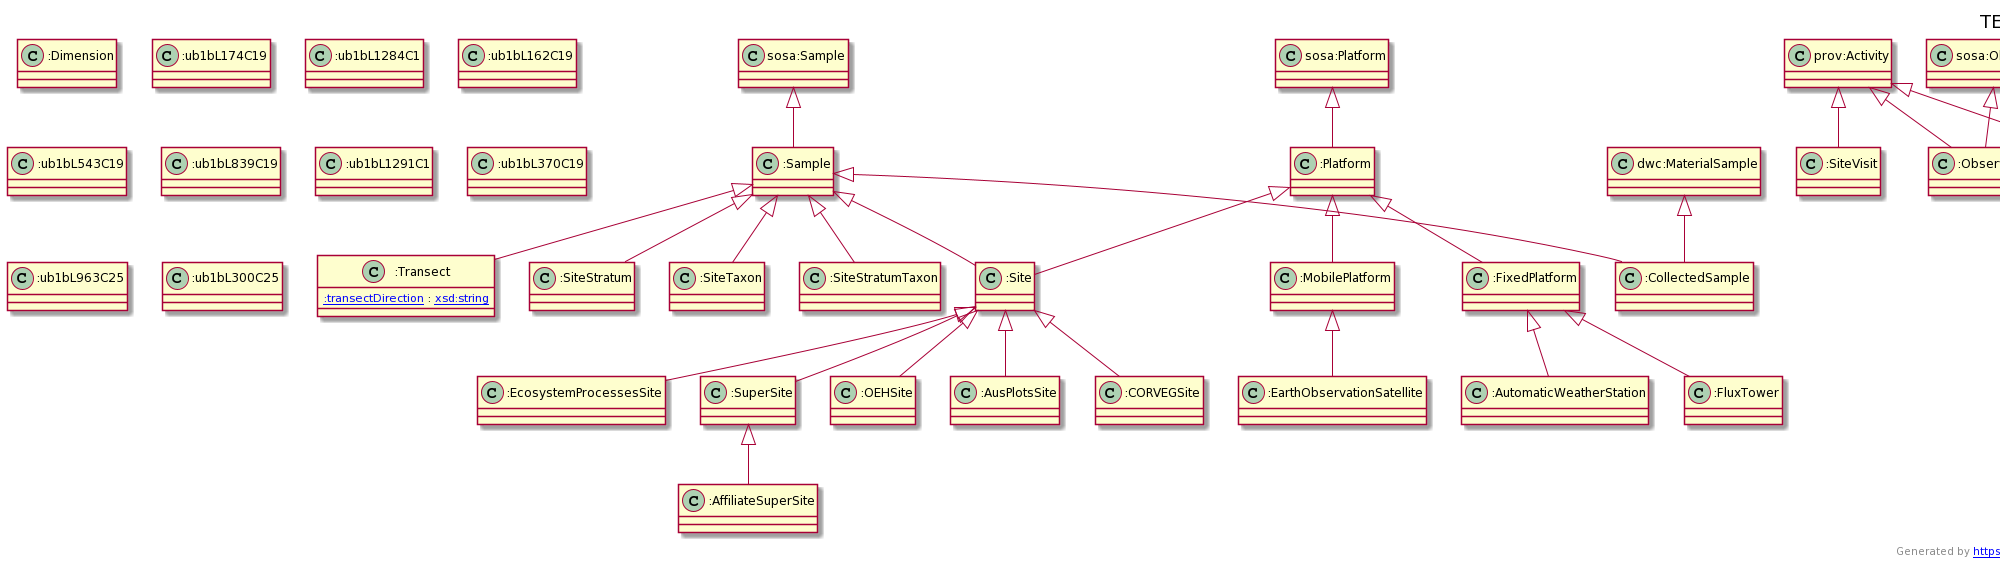 TE
C :Dimension
C :ub1bL174C19
C :ub1bL1284C1
C :ub1bL162C19
C sosa:Sample
C sosa:Platform
C prov:Activity
C sosa:O
C :ub1bL543C19
C :ub1bL839C19
C :ub1bL1291C1
C :ub1bL370C19
C :Sample
C :Platform
C dwc:MaterialSample
C :SiteVisit
C :Obser
C :ub1bL963C25
C :ub1bL300C25
C :Transect
:transectDirection : xsd:string
C :SiteStratum
C :SiteTaxon
C :SiteStratumTaxon
C :Site
C :MobilePlatform
C :FixedPlatform
C :CollectedSample
C :EcosystemProcessesSite
C :SuperSite
C :OEHSite
C :AusPlotsSite
C :CORVEGSite
C :EarthObservationSatellite
C :AutomaticWeatherStation
C :FluxTower
C :AffiliateSuperSite
Generated by https